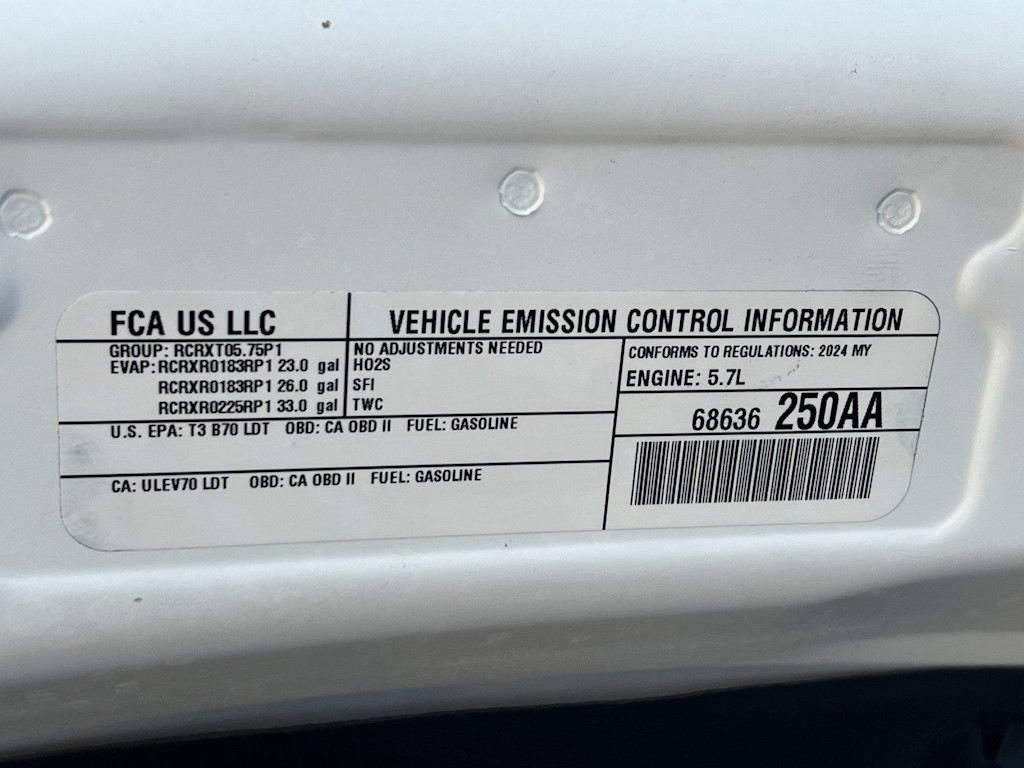 FCA US LLC
VEHICLE EMISSION CONTROL INFORMATION
GROUP: RCRXT05.75P1
EVAP: RCRXR0183RP1 23.0 gal
RCRXR0183RP1 26.0 gal
RCRXR0225RP1 33.0 gal
NO ADJUSTMENTS NEEDED
HO2S
SFI
TWC
CONFORMS TO REGULATIONS: 2024 MY
ENGINE: 5.7L
68636 250AA
U.S. EPA: T3 B70 LDT OBD: CA OBD II FUEL: GASOLINE
CA: ULEV70 LDT OBD: CA OBD II FUEL: GASOLINE